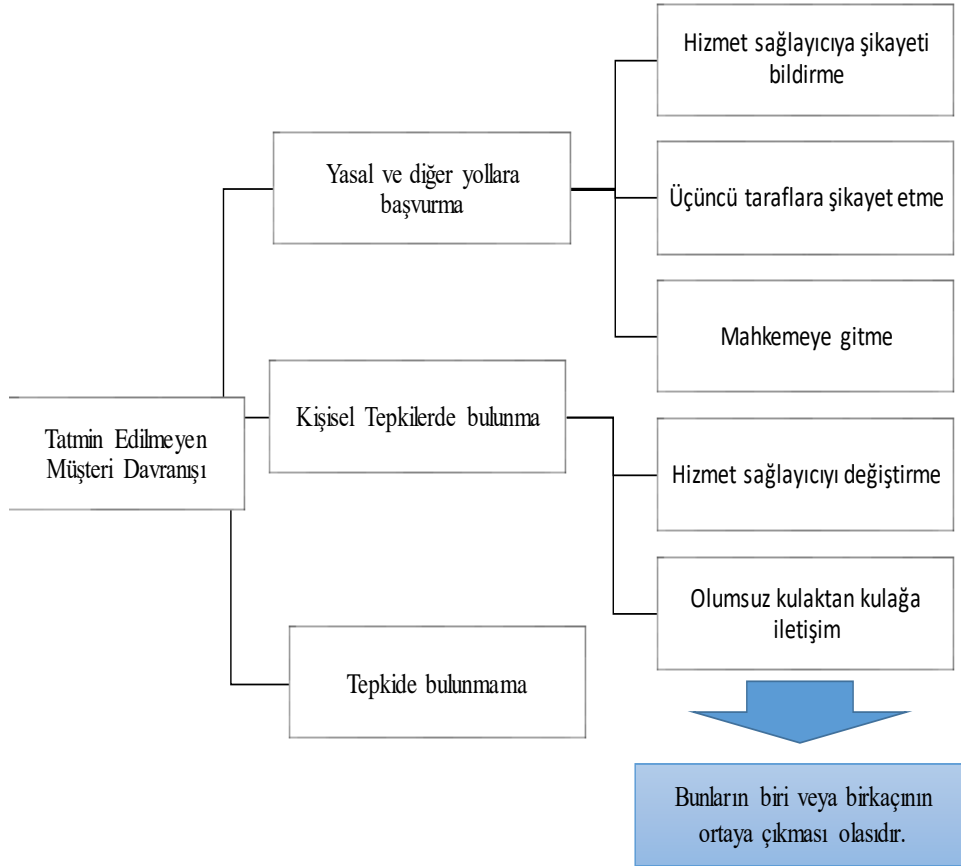 Hizmet sağlayıcıya şikayeti
bildirme
Yasal ve diğer yollara
başvurma
Üçüncü taraflara şikayet etme
Mahkemeye gitme
Tatmin Edilmeyen
Müşteri Davranışı
Kişisel Tepkilerde bulunma
Hizmet sağlayıcıyı değiştirme
Olumsuz kulaktan kulağa
iletişim
Tepkide bulunmama
Bunların biri veya birkaçının
ortaya çıkması olasıdır.